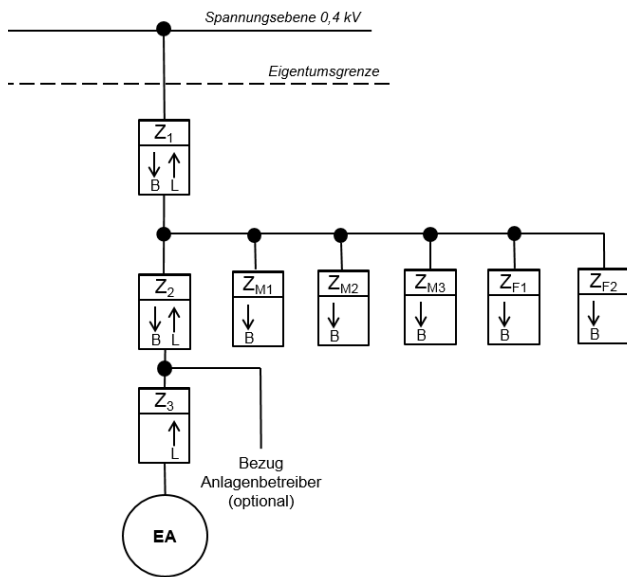 Spannungsebene 0,4 kV
Eigentumsgrenze
Z1
B L
Z2
B L
ZM1
B
ZM2
B
ZM3
B
ZF1
B
ZF2
B
Z3
L
Bezug
Anlagenbetreiber
(optional)
EA